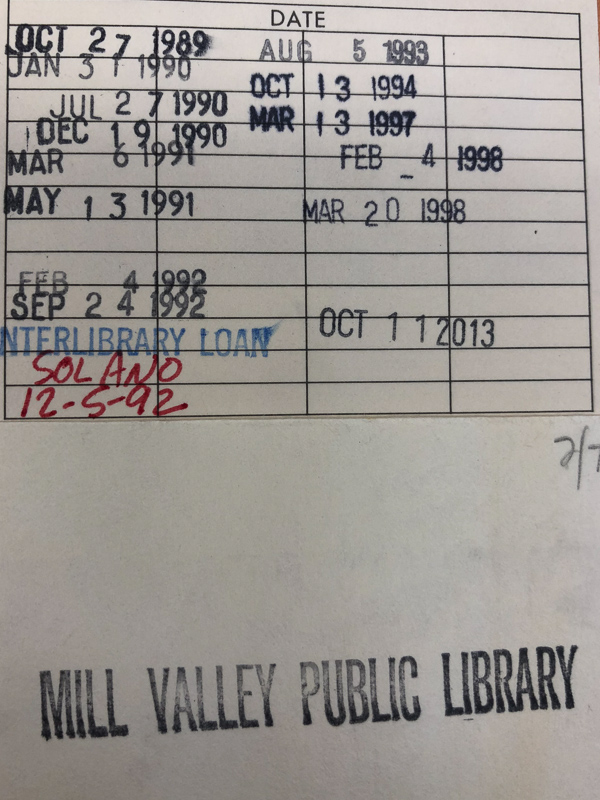 DATE
OCT 27 1989
JAN 31 1990
JUL 27 1990
DEC 19 1990
MAR 6 1991
MAY 13 1991
FEB 4 1992
SEP 24 1992
NTERLIBRARY LOAN
SOLANO
12-5-92
AUG 5 1993
OCT 13 1994
MAR 13 1997
FEB 4 1998
MAR 20 1998
OCT 11 2013
MILL VALLEY PUBLIC LIBRARY